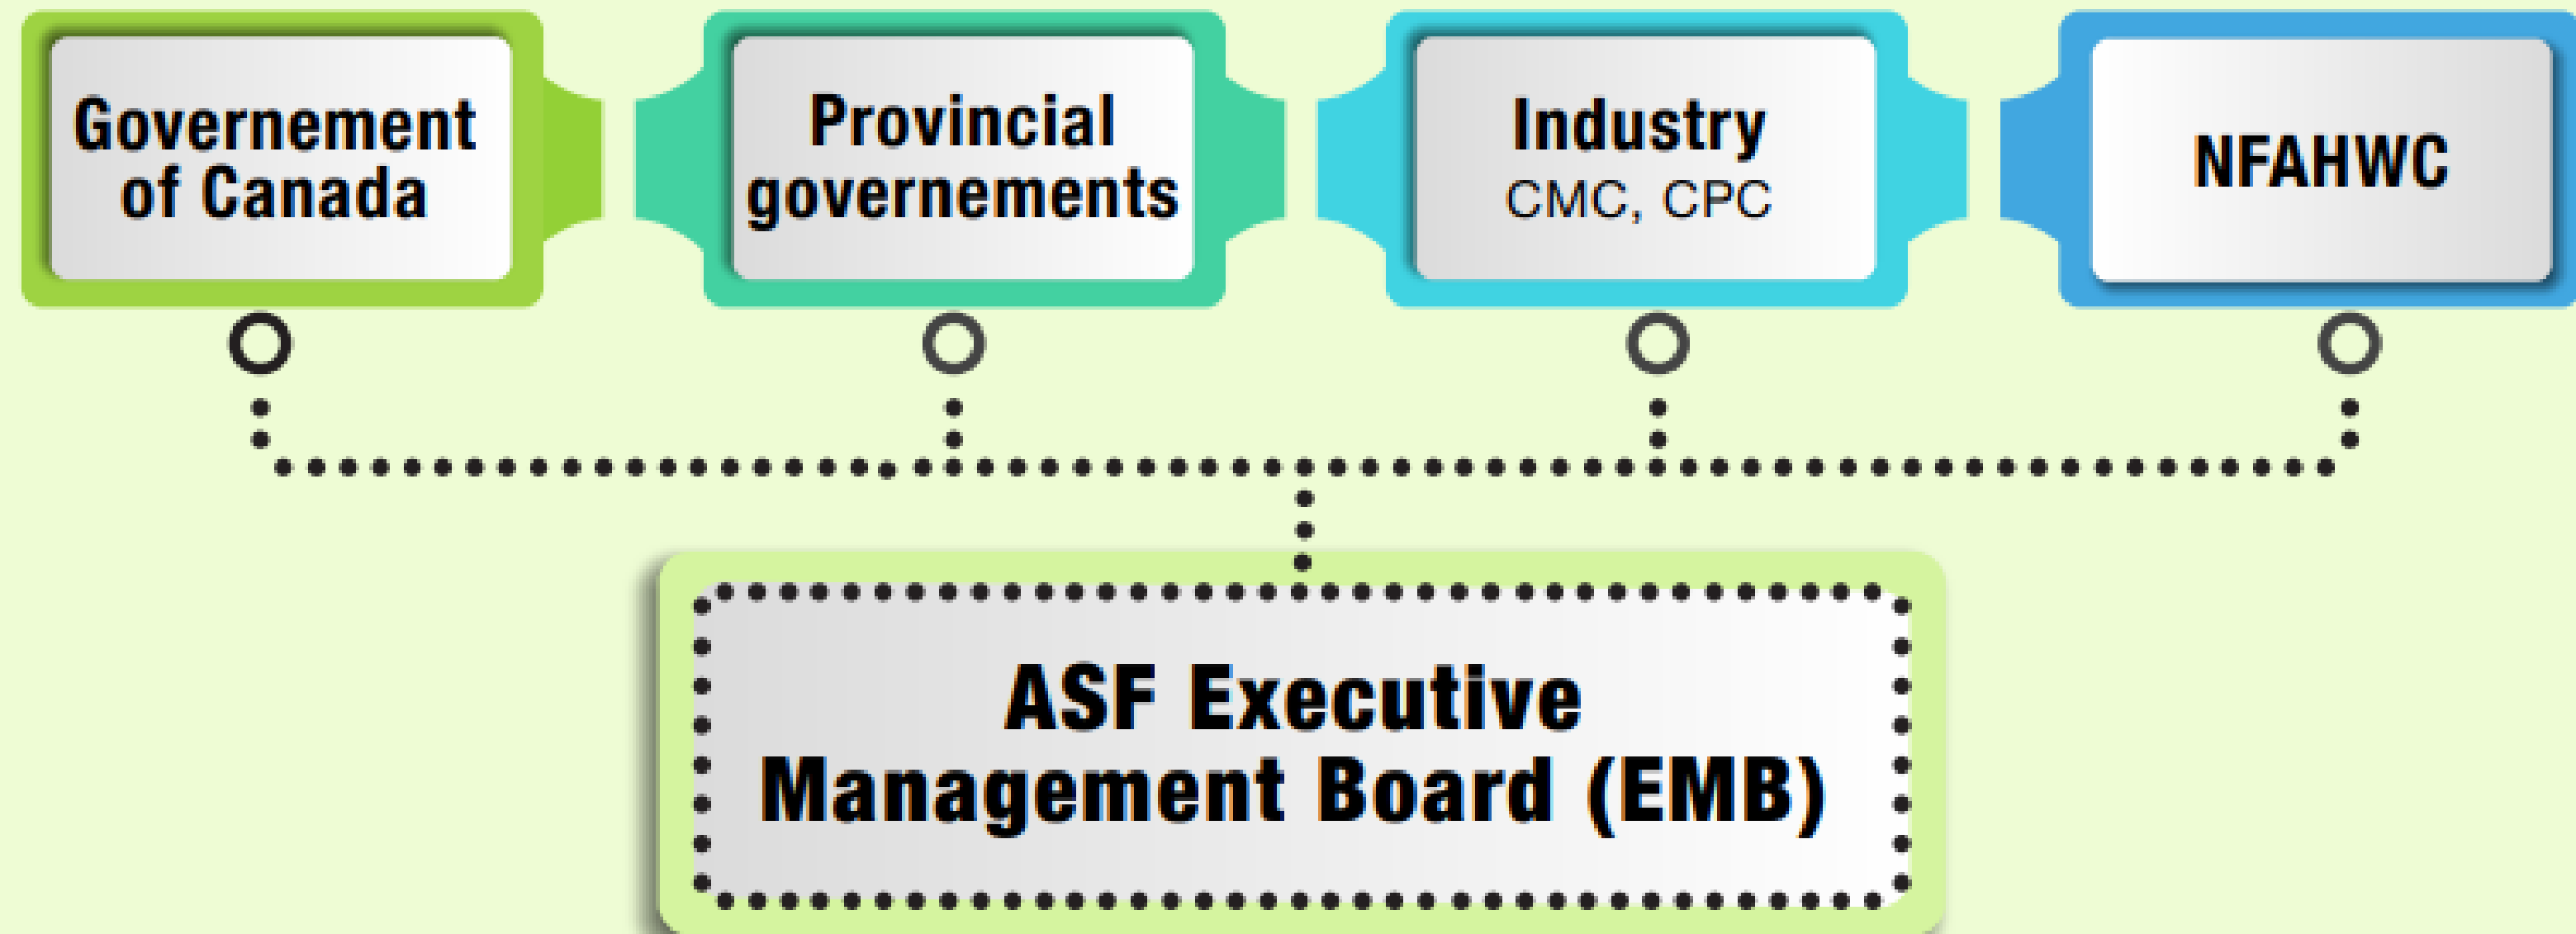 Governement
of Canada
Provincial
governements
Industry
CMC, CPC
NFAHWC
ASF Executive
Management Board (EMB)